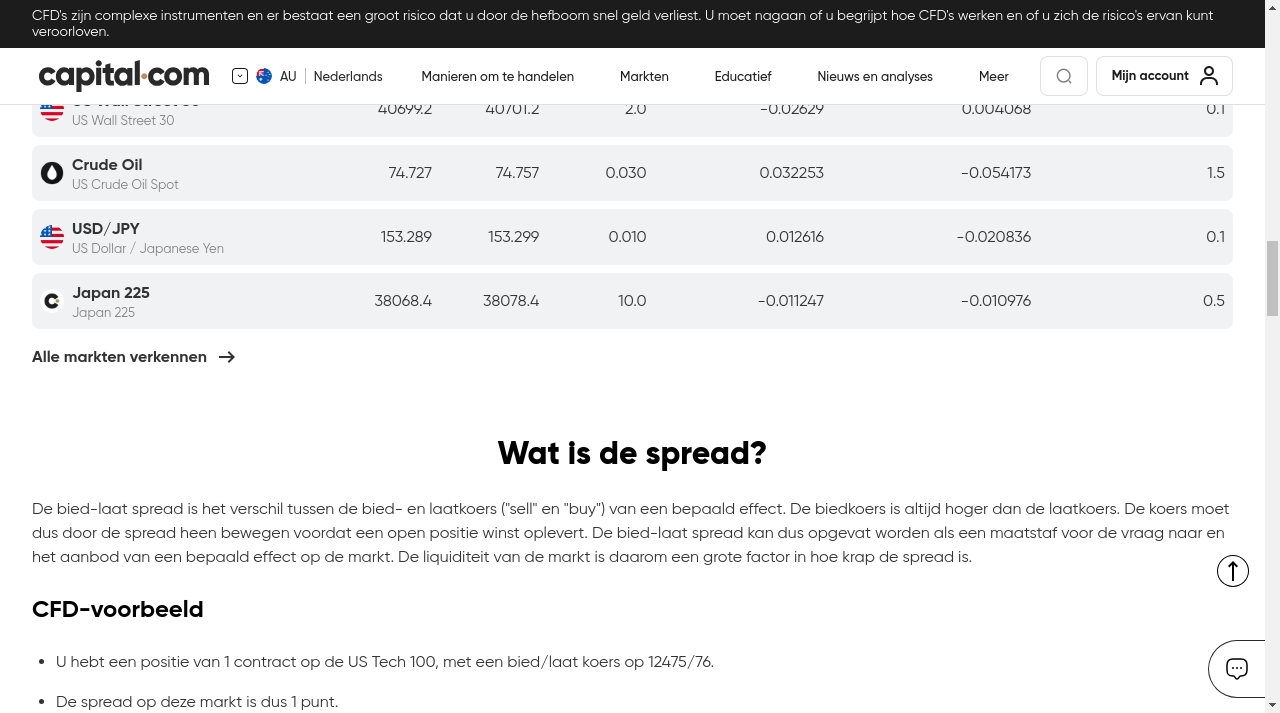 CFD's zijn complexe instrumenten en er bestaat een groot risico dat u door de hefboom snel geld verliest. U moet nagaan of u begrijpt hoe CFD's werken en of u zich de risico's ervan kunt
veroorloven.
capital.com
AU
Nederlands
Manieren om te handelen
Markten
Educatief
Nieuws en analyses
Meer
Mijn account
US Wall Street 30
40699.2 40701.2 2.0 -0.02629 0.004068 0.1
US Wall Street 30
Crude Oil
74.727 74.757 0.030 0.032253 -0.054173 1.5
US Crude Oil Spot
USD/JPY
153.289 153.299 0.010 0.012616 -0.020836 0.1
US Dollar / Japanese Yen
Japan 225
38068.4 38078.4 10.0 -0.011247 -0.010976 0.5
Japan 225
Alle markten verkennen
Wat is de spread?
De bied-laat spread is het verschil tussen de bied- en laatkoers ("sell" en "buy") van een bepaald effect. De biedkoers is altijd hoger dan de laatkoers. De koers moet
dus door de spread heen bewegen voordat een open positie winst oplevert. De bied-laat spread kan dus opgevat worden als een maatstaf voor de vraag naar en
het aanbod van een bepaald effect op de markt. De liquiditeit van de markt is daarom een grote factor in hoe krap de spread is.
CFD-voorbeeld
U hebt een positie van 1 contract op de US Tech 100, met een bied/laat koers op 12475/76.
De spread op deze markt is dus 1 punt.